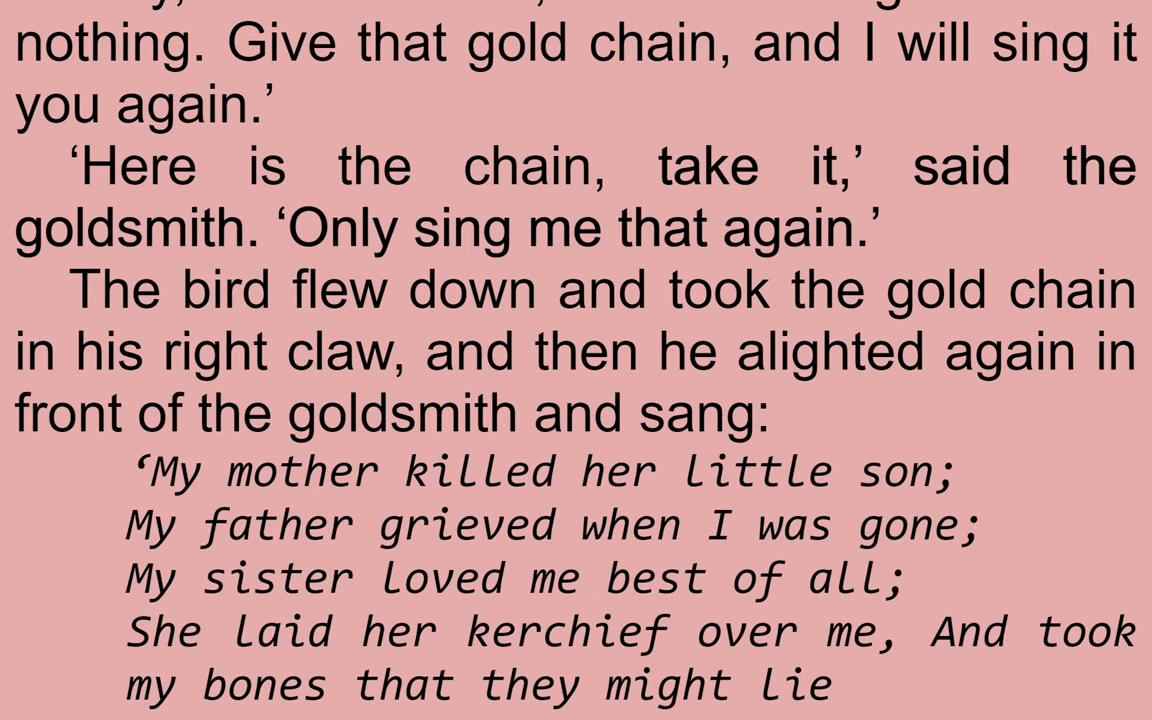 nothing. Give that gold chain, and I will sing it
you again.’
‘Here is the chain, take it,’ said the
goldsmith. ‘Only sing me that again.’
The bird flew down and took the gold chain
in his right claw, and then he alighted again in
front of the goldsmith and sang:
‘My mother killed her little son;
My father grieved when I was gone;
My sister loved me best of all;
She laid her kerchief over me, And took
my bones that they might lie